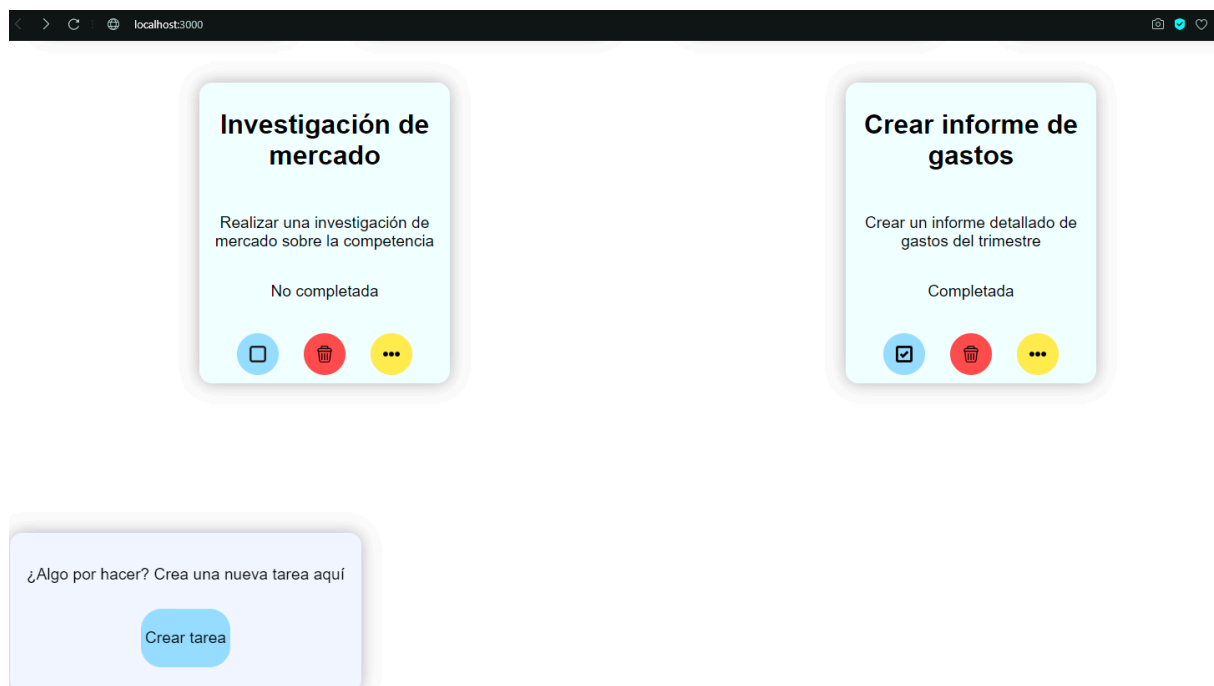 localhost:3000
Investigación de
mercado
Realizar una investigación de
mercado sobre la competencia
No completada
Crear informe de
gastos
Crear un informe detallado de
gastos del trimestre
Completada
¿Algo por hacer? Crea una nueva tarea aquí
Crear tarea